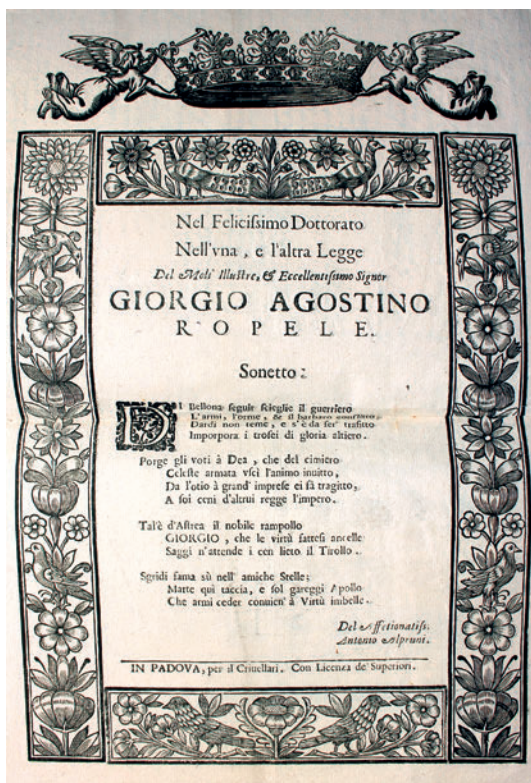 Nel Felicissimo Dottorato
Nell'vna, e l'altra Legge
Del Molt' Illustre, & Eccellentissimo Signor
GIORGIO AGOSTINO
ROPELE.
Sonetto:
DI Bellona seguir scieglie il guerriero
L'armi, l'orme, se il barbaro
Dardi non teme, e s'è da fer' trafitto
Imporpora i trofei di gloria altiero.
Porge gli voti à Dea, che del cimiero
Celeste armata vscì l'animo inuitto,
Da l'otio à grand' imprese ei fà tragitto,
A soi ceni d'altrui regge l'impero.
Tal'è d'Astrea il nobile rampollo
GIORGIO, che le virtù fattesi ancelle
Saggi n'attende i cen lieto il Tirollo.
Sgridi fama sù nell' amiche Stelle;
Marte qui taccia, e sol gareggi Apollo
Che armi ceder conuien' à Virtù imbelle.
Del Affetionatiss.
Antonio Alpruni.
IN PADOVA, per il Criuellari. Con Licenza de' Superiori.